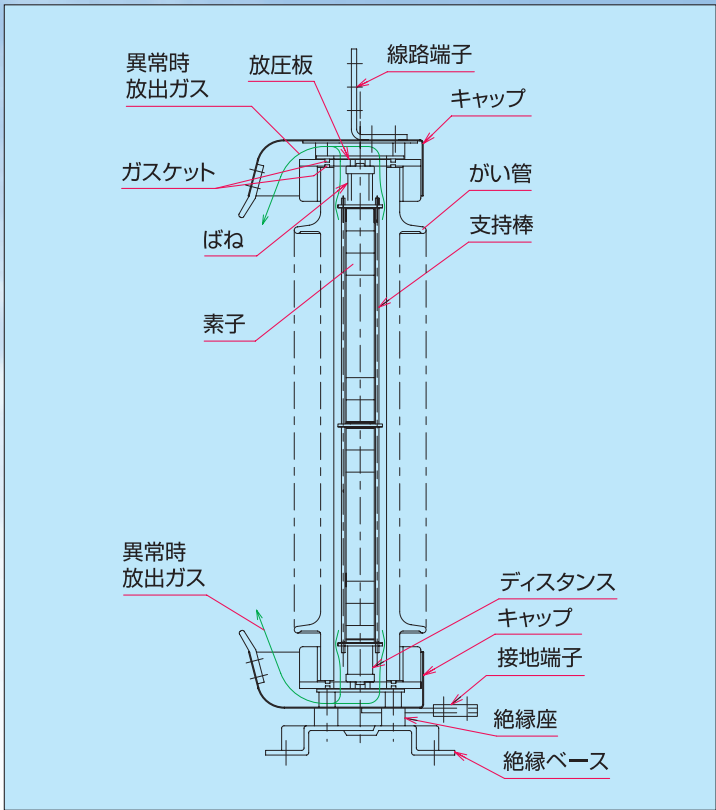 異常時
放出ガス
放圧板
線路端子
キャップ
ガスケット
がい管
ばね
支持棒
素子
異常時
放出ガス
ディスタンス
キャップ
接地端子
絶縁座
絶縁ベース